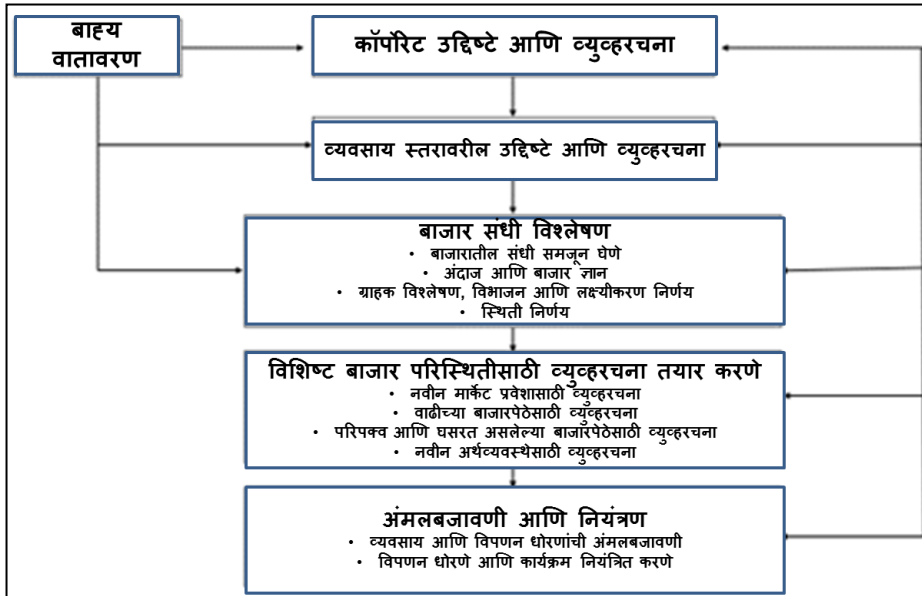 बाह्य
वातावरण
कॉर्पोरेट उद्दिष्टे आणि व्युव्हरचना
व्यवसाय स्तरावरील उद्दिष्टे आणि व्युव्हरचना
बाजार संधी विश्लेषण
• बाजारातील संधी समजून घेणे
• अंदाज आणि बाजार ज्ञान
• ग्राहक विश्लेषण, विभाजन आणि लक्ष्यीकरण निर्णय
• स्थिती निर्णय
विशिष्ट बाजार परिस्थितीसाठी व्युव्हरचना तयार करणे
• नवीन मार्केट प्रवेशासाठी व्युव्हरचना
• वाढीच्या बाजारपेठेसाठी व्युव्हरचना
• परिपक्व आणि घसरत असलेल्या बाजारपेठेसाठी व्युव्हरचना
• नवीन अर्थव्यवस्थेसाठी व्युव्हरचना
अंमलबजावणी आणि नियंत्रण
• व्यवसाय आणि विपणन धोरणांची अंमलबजावणी
• विपणन धोरणे आणि कार्यक्रम नियंत्रित करणे